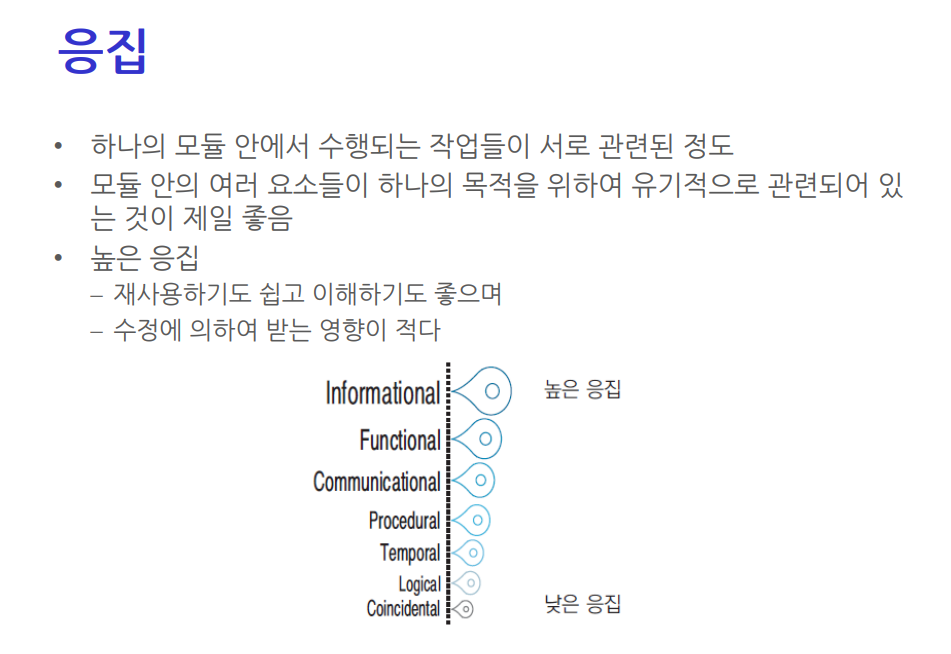 응집
• 하나의 모듈 안에서 수행되는 작업들이 서로 관련된 정도
• 모듈 안의 여러 요소들이 하나의 목적을 위하여 유기적으로 관련되어 있
는 것이 제일 좋음
• 높은 응집
– 재사용하기도 쉽고 이해하기도 좋으며
– 수정에 의하여 받는 영향이 적다
Informational 높은 응집
Functional
Communicational
Procedural
Temporal
Logical
Coincidental 낮은 응집